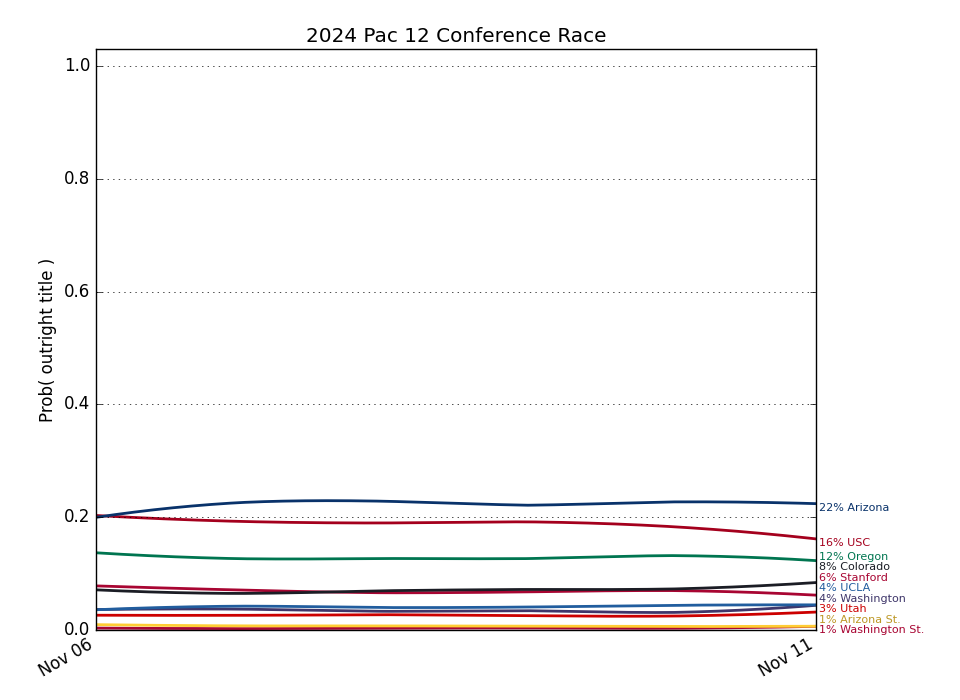 2024 Pac 12 Conference Race
1.0
0.8
0.6
0.4
0.2
0.0
Prob( outright title )
22% Arizona
16% USC
12% Oregon
8% Colorado
6% Stanford
4% UCLA
4% Washington
3% Utah
1% Arizona St.
1% Washington St.
Nov 06
Nov 11